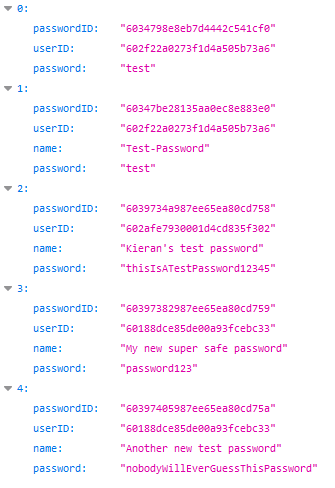 0:
passwordID: "6034798e8eb7d4442c541cf0"
userID: "602f22a0273f1d4a505b73a6"
password: "test"
1:
passwordID: "60347be28135aa0ec8e883e0"
userID: "602f22a0273f1d4a505b73a6"
name: "Test-Password"
password: "test"
2:
passwordID: "6039734a987ee65ea80cd758"
userID: "602afe7930001d4cd835f302"
name: "Kieran's test password"
password: "thisIsATestPassword12345"
3:
passwordID: "60397382987ee65ea80cd759"
userID: "60188dce85de00a93fcebc33"
name: "My new super safe password"
password: "password123"
4:
passwordID: "60397405987ee65ea80cd75a"
userID: "60188dce85de00a93fcebc33"
name: "Another new test password"
password: "nobodyWillEverGuessThisPassword"